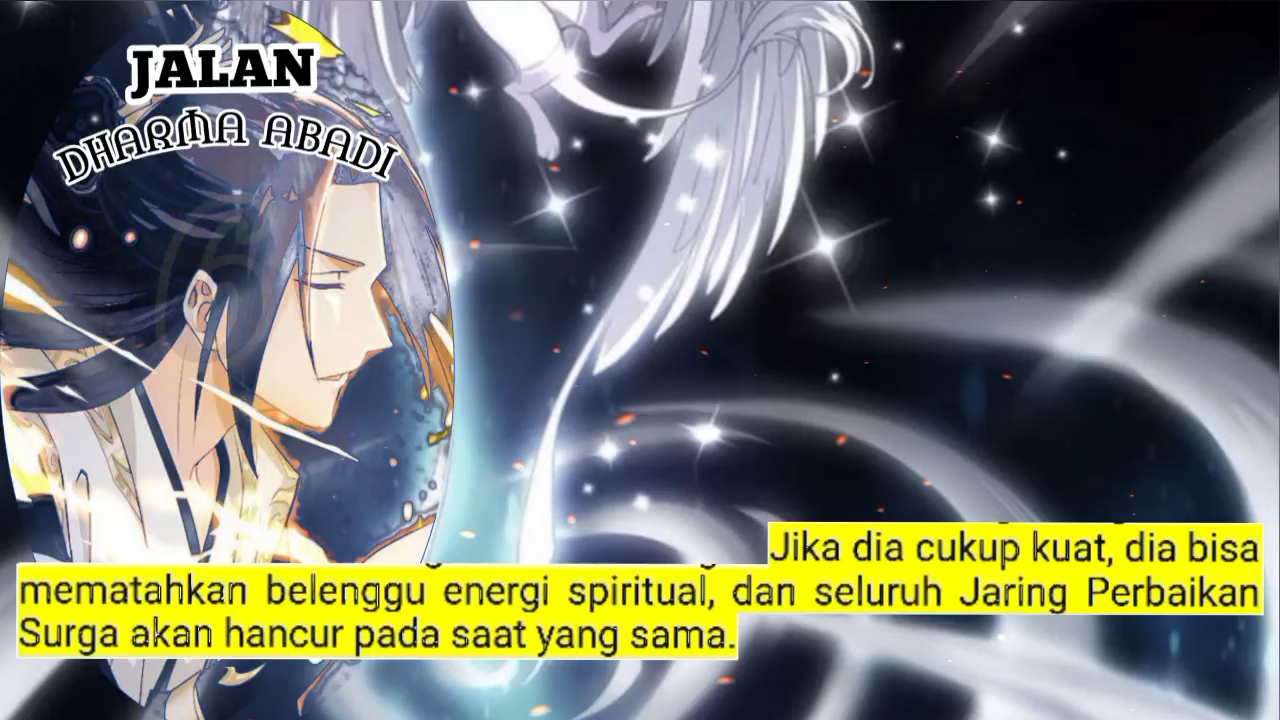 JALAN
DHARMA ABADI
Jika dia cukup kuat, dia bisa
mematahkan belenggu energi spiritual, dan seluruh Jaring Perbaikan
Surga akan hancur pada saat yang sama.